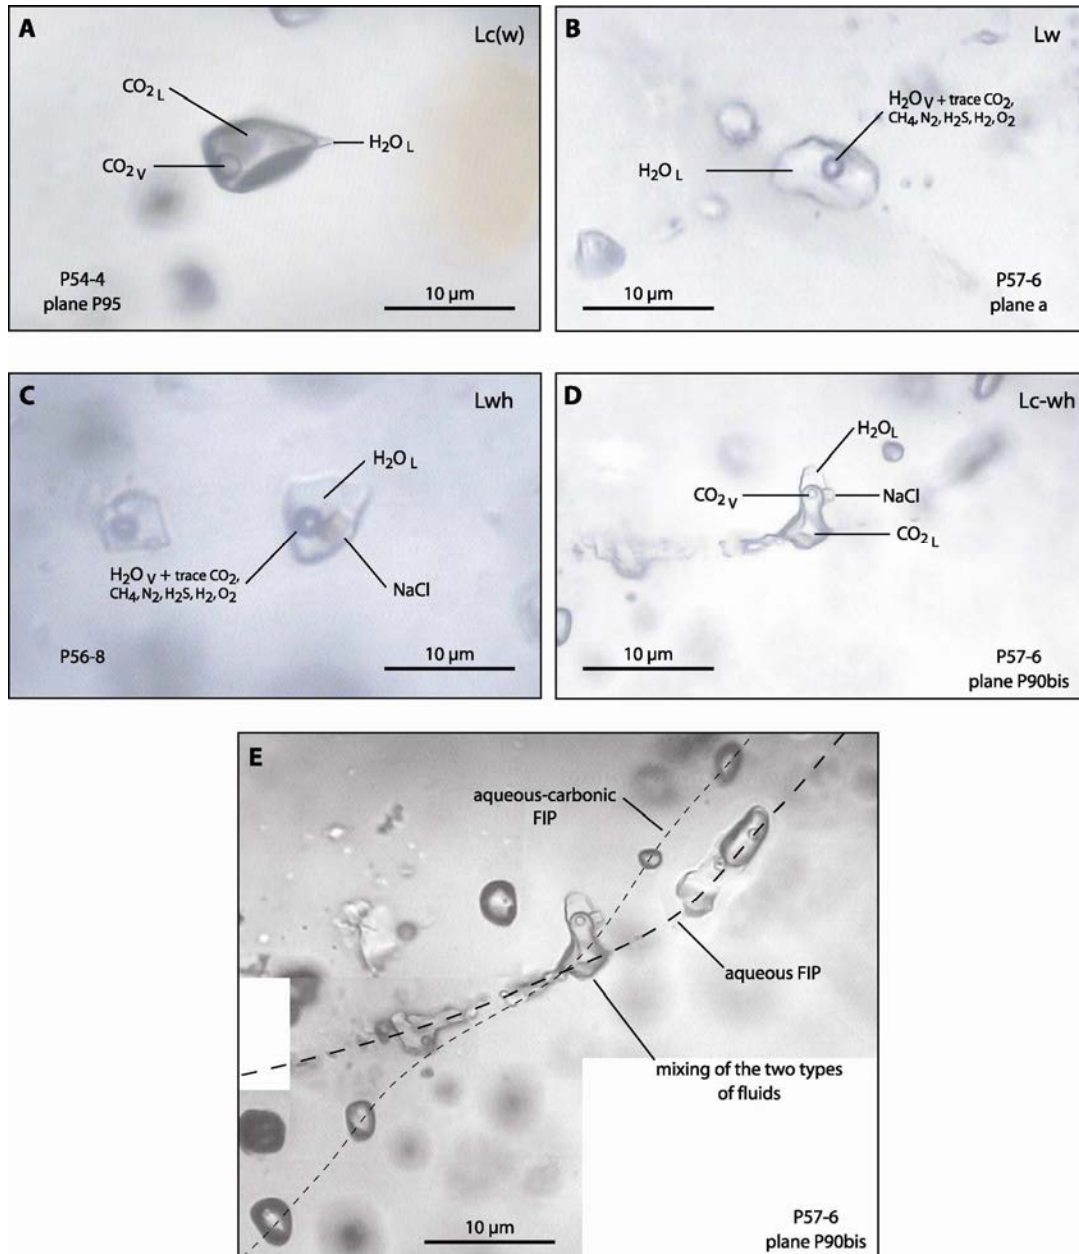 A
Lc(w)
CO₂ L
CO₂ V
H₂O L
P54-4
plane P95
10 µm
B
Lw
H₂O V + trace CO₂,
CH₄, N₂, H₂S, H₂, O₂
H₂O L
10 µm
P57-6
plane a
C
Lwh
H₂O L
H₂O V + trace CO₂,
CH₄, N₂, H₂S, H₂, O₂
NaCl
P56-8
10 µm
D
Lc-wh
H₂O L
CO₂ V
NaCl
CO₂ L
10 µm
P57-6
plane P90bis
E
aqueous-carbonic
FIP
aqueous FIP
mixing of the two types
of fluids
10 µm
P57-6
plane P90bis